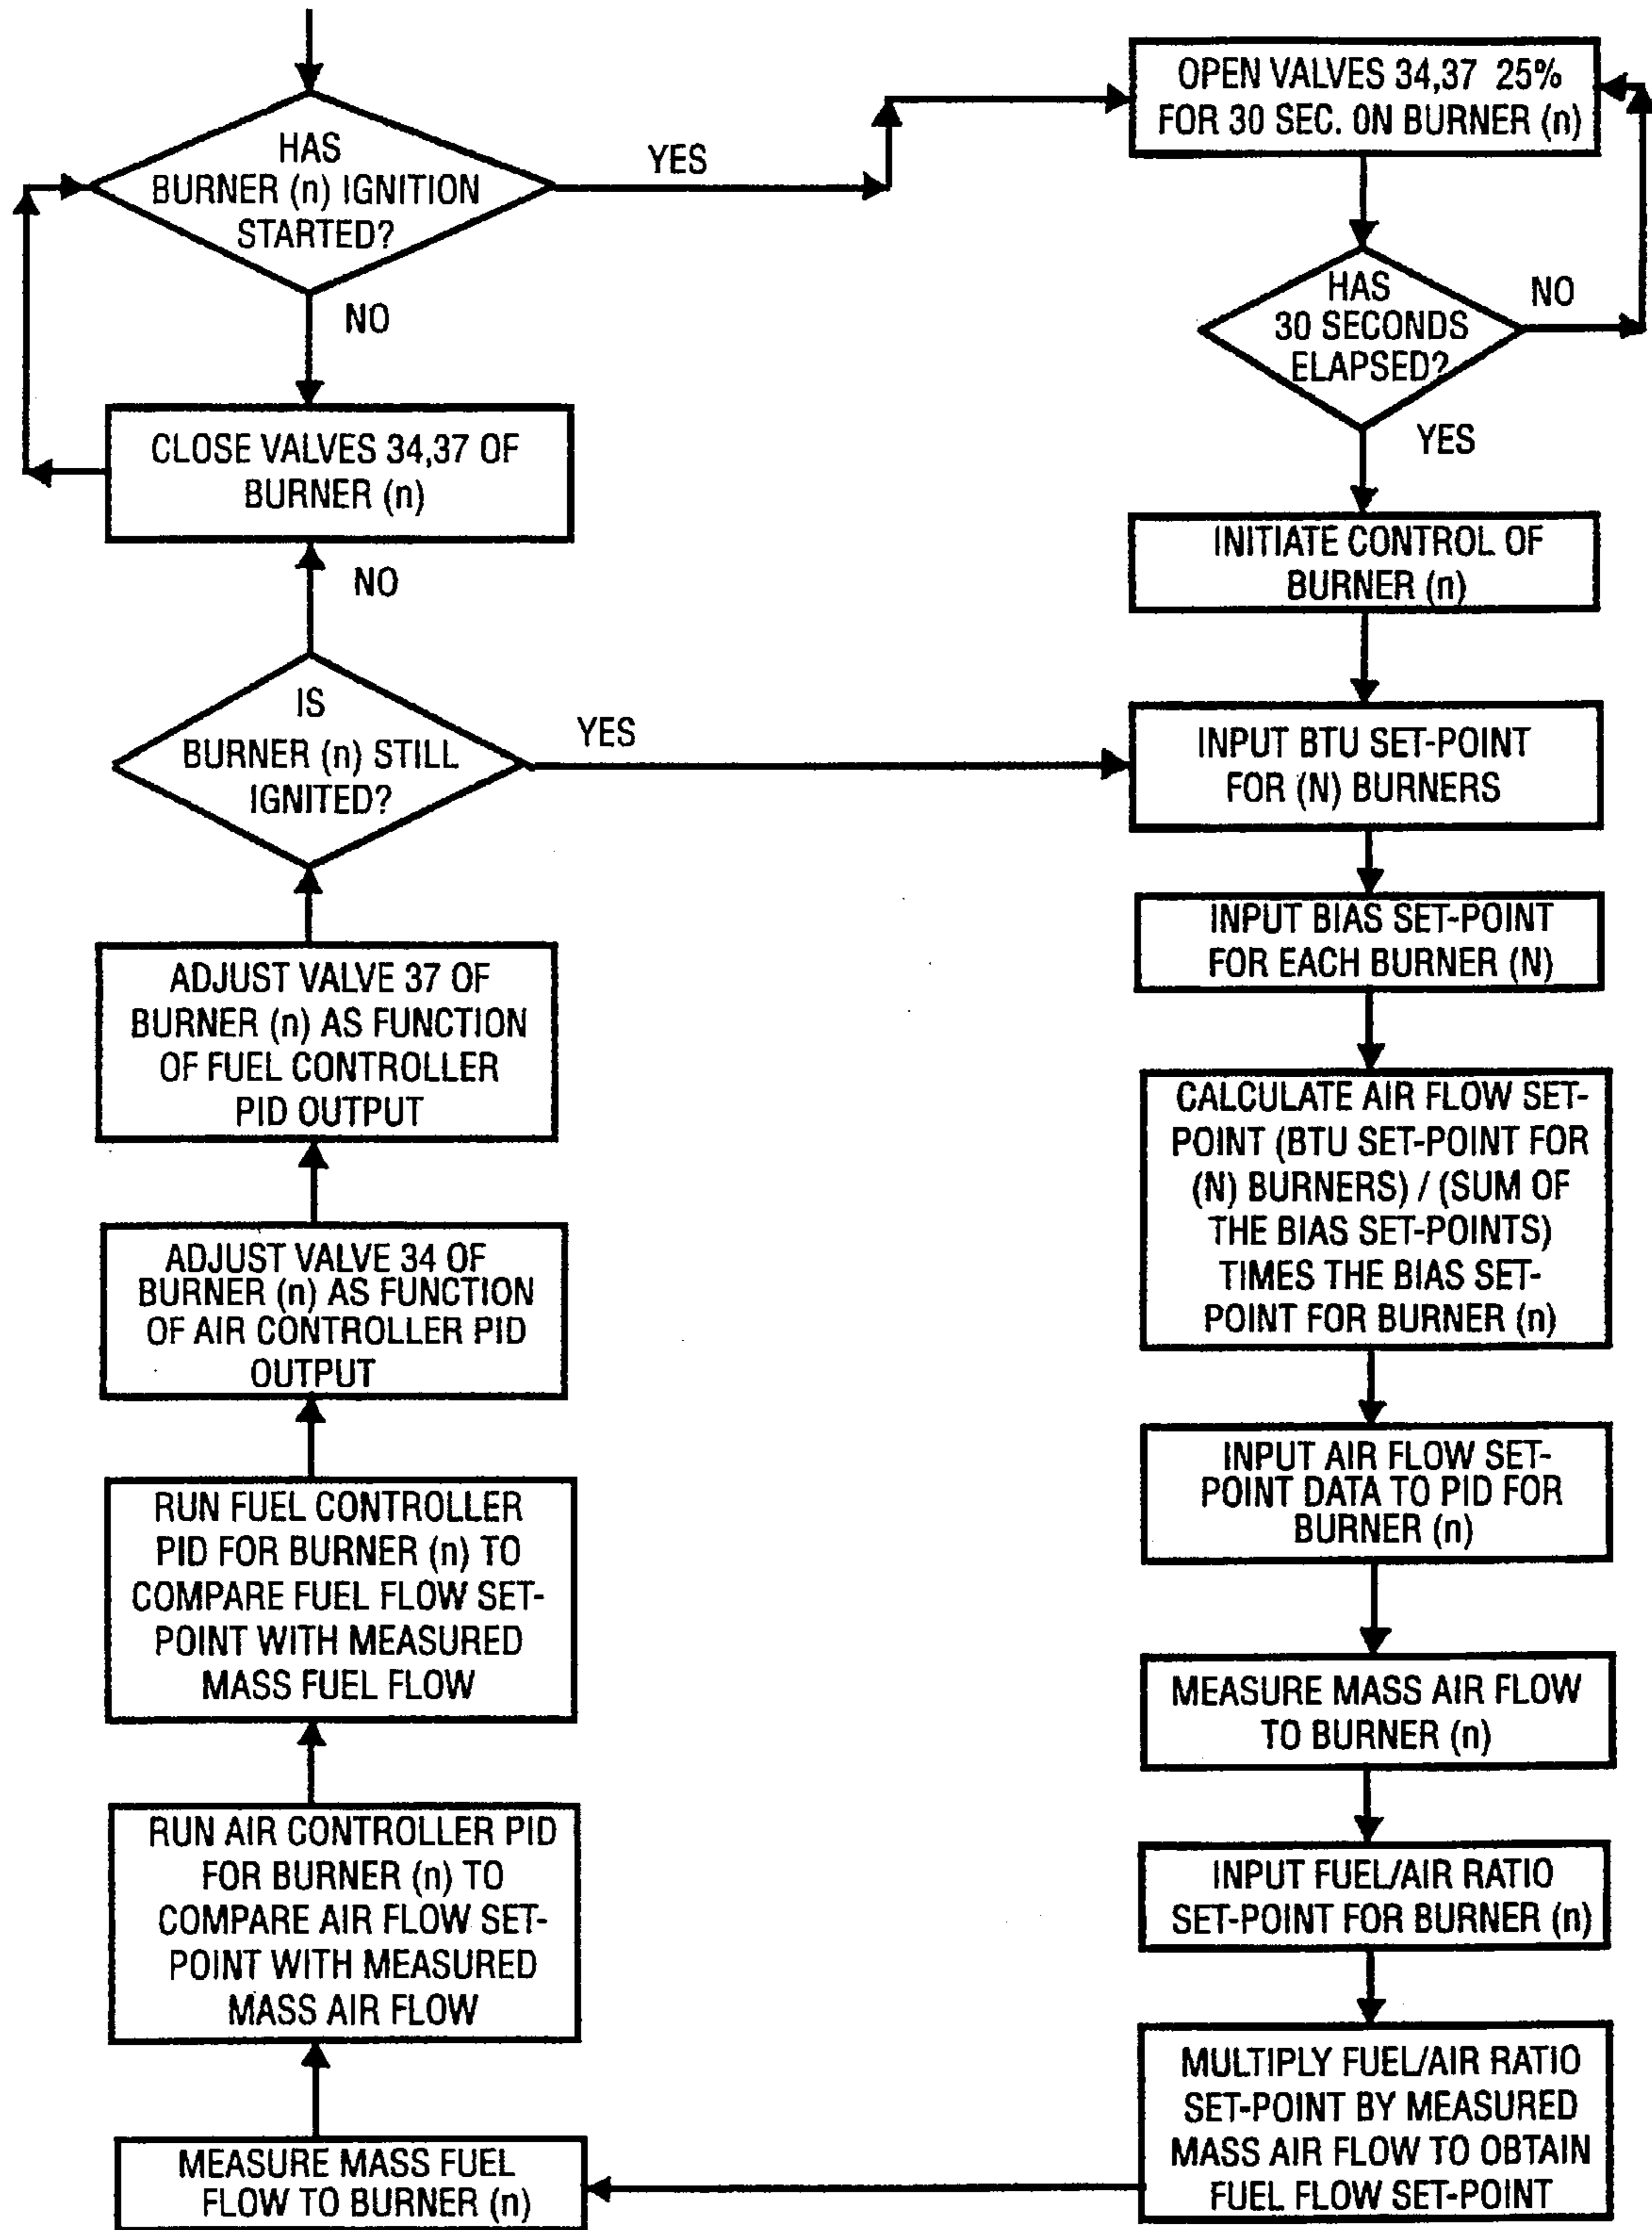 HAS
BURNER (n) IGNITION
STARTED?
YES
NO
CLOSE VALVES 34,37 OF
BURNER (n)
NO
IS
BURNER (n) STILL
IGNITED?
YES
ADJUST VALVE 37 OF
BURNER (n) AS FUNCTION
OF FUEL CONTROLLER
PID OUTPUT
ADJUST VALVE 34 OF
BURNER (n) AS FUNCTION
OF AIR CONTROLLER PID
OUTPUT
RUN FUEL CONTROLLER
PID FOR BURNER (n) TO
COMPARE FUEL FLOW SET-
POINT WITH MEASURED
MASS FUEL FLOW
RUN AIR CONTROLLER PID
FOR BURNER (n) TO
COMPARE AIR FLOW SET-
POINT WITH MEASURED
MASS AIR FLOW
MEASURE MASS FUEL
FLOW TO BURNER (n)
OPEN VALVES 34,37 25%
FOR 30 SEC. ON BURNER (n)
HAS
30 SECONDS
ELAPSED?
NO
YES
INITIATE CONTROL OF
BURNER (n)
INPUT BTU SET-POINT
FOR (N) BURNERS
INPUT BIAS SET-POINT
FOR EACH BURNER (N)
CALCULATE AIR FLOW SET-
POINT (BTU SET-POINT FOR
(N) BURNERS) / (SUM OF
THE BIAS SET-POINTS)
TIMES THE BIAS SET-
POINT FOR BURNER (n)
INPUT AIR FLOW SET-
POINT DATA TO PID FOR
BURNER (n)
MEASURE MASS AIR FLOW
TO BURNER (n)
INPUT FUEL/AIR RATIO
SET-POINT FOR BURNER (n)
MULTIPLY FUEL/AIR RATIO
SET-POINT BY MEASURED
MASS AIR FLOW TO OBTAIN
FUEL FLOW SET-POINT